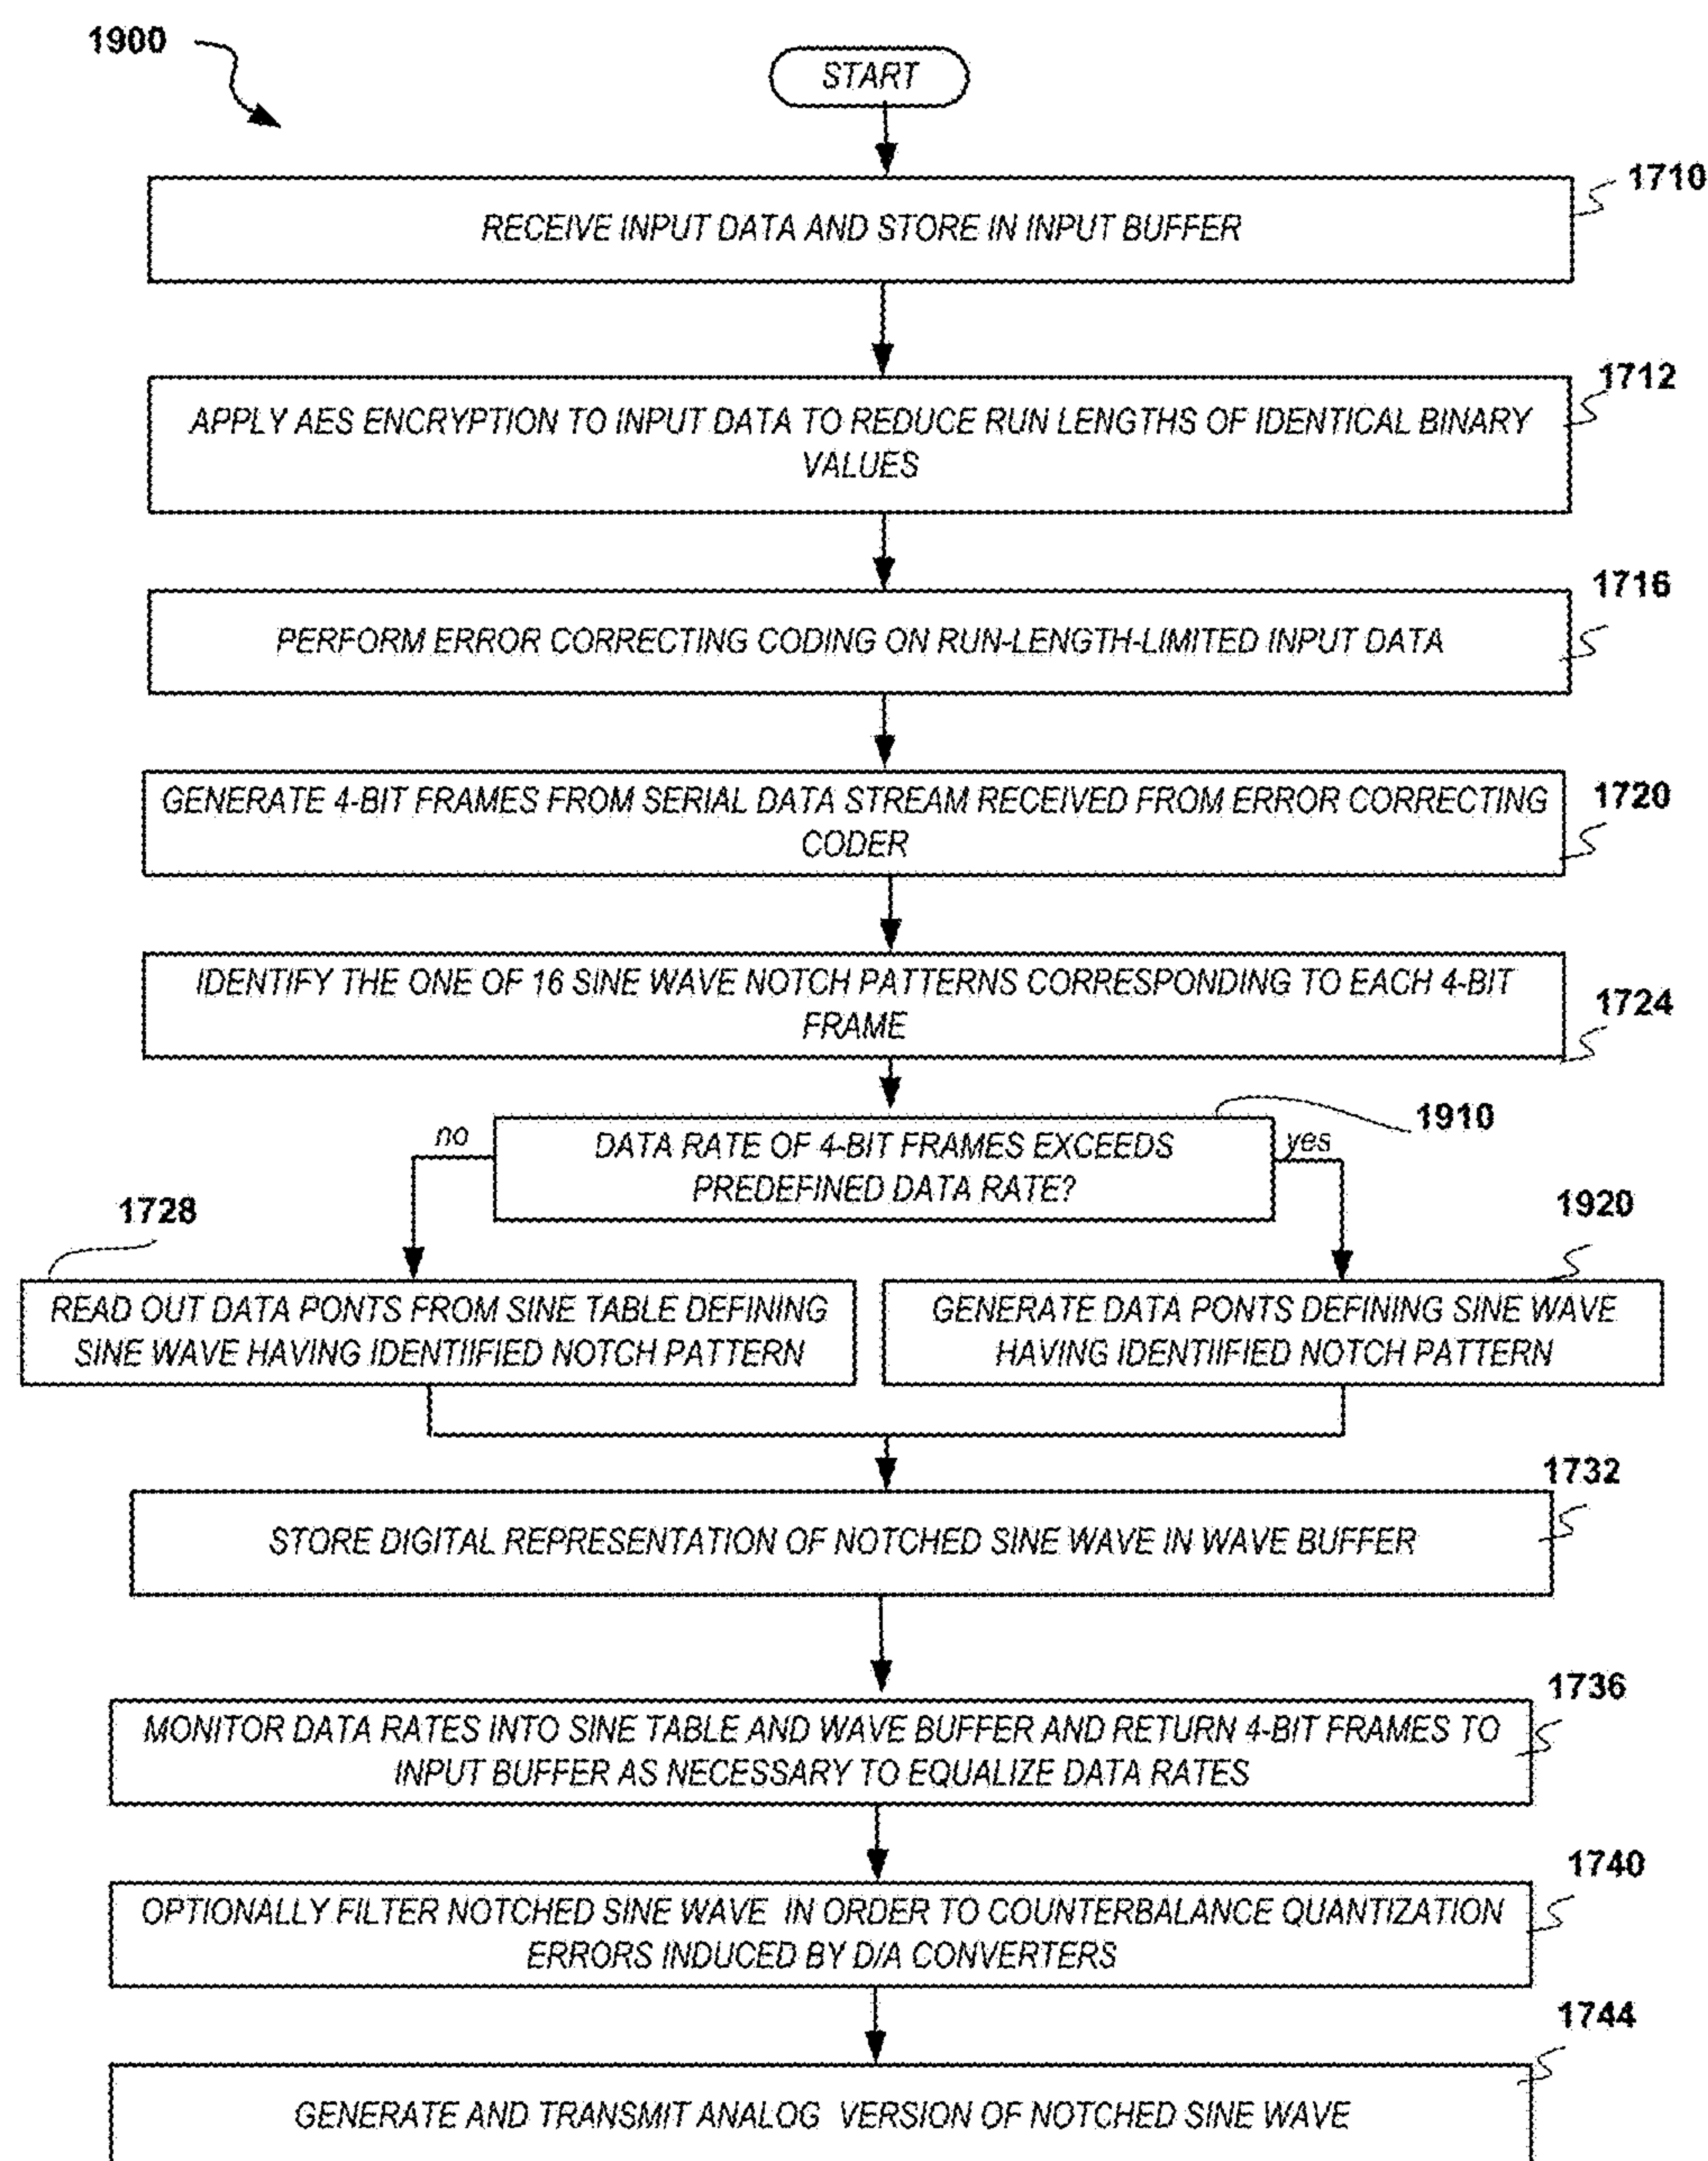 1900
START
1710
RECEIVE INPUT DATA AND STORE IN INPUT BUFFER
1712
APPLY AES ENCRYPTION TO INPUT DATA TO REDUCE RUN LENGTHS OF IDENTICAL BINARY
VALUES
1716
PERFORM ERROR CORRECTING CODING ON RUN-LENGTH-LIMITED INPUT DATA
1720
GENERATE 4-BIT FRAMES FROM SERIAL DATA STREAM RECEIVED FROM ERROR CORRECTING
CODER
1724
IDENTIFY THE ONE OF 16 SINE WAVE NOTCH PATTERNS CORRESPONDING TO EACH 4-BIT
FRAME
1910
no
DATA RATE OF 4-BIT FRAMES EXCEEDS
PREDEFINED DATA RATE?
yes
1728
READ OUT DATA PONTS FROM SINE TABLE DEFINING
SINE WAVE HAVING IDENTIIFIED NOTCH PATTERN
1920
GENERATE DATA PONTS DEFINING SINE WAVE
HAVING IDENTIIFIED NOTCH PATTERN
1732
STORE DIGITAL REPRESENTATION OF NOTCHED SINE WAVE IN WAVE BUFFER
1736
MONITOR DATA RATES INTO SINE TABLE AND WAVE BUFFER AND RETURN 4-BIT FRAMES TO
INPUT BUFFER AS NECESSARY TO EQUALIZE DATA RATES
1740
OPTIONALLY FILTER NOTCHED SINE WAVE IN ORDER TO COUNTERBALANCE QUANTIZATION
ERRORS INDUCED BY D/A CONVERTERS
1744
GENERATE AND TRANSMIT ANALOG VERSION OF NOTCHED SINE WAVE